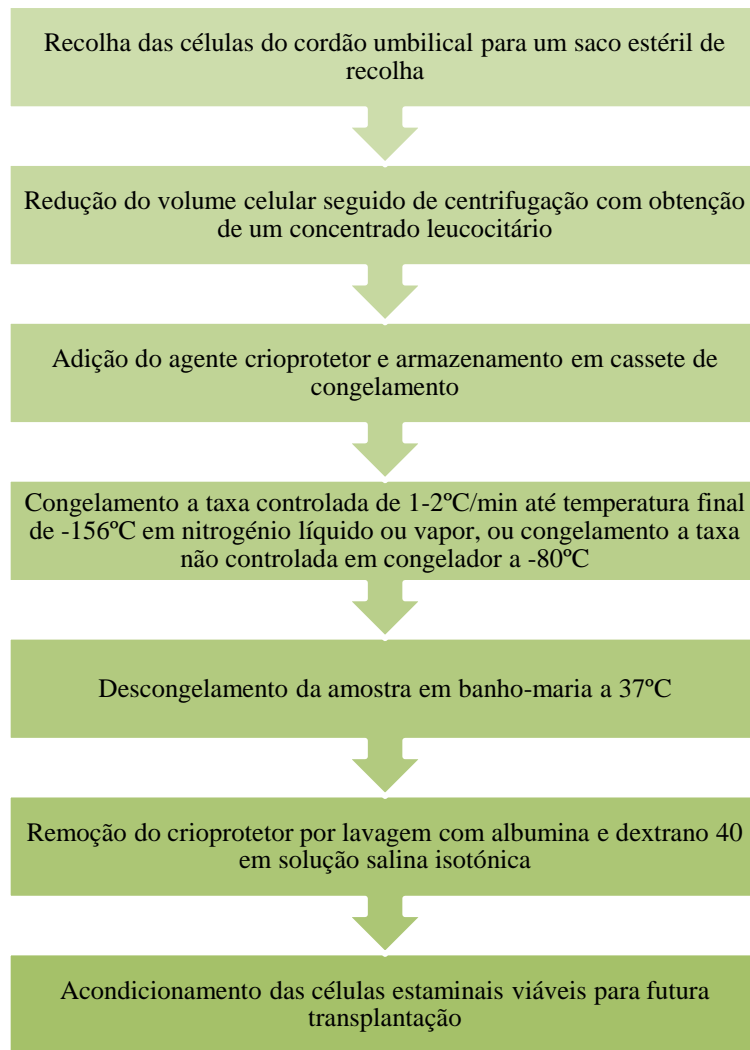 Recolha das células do cordão umbilical para um saco estéril de
recolha
Redução do volume celular seguido de centrifugação com obtenção
de um concentrado leucocitário
Adição do agente crioprotetor e armazenamento em cassete de
congelamento
Congelamento a taxa controlada de 1-2ºC/min até temperatura final
de -156ºC em nitrogénio líquido ou vapor, ou congelamento a taxa
não controlada em congelador a -80ºC
Descongelamento da amostra em banho-maria a 37ºC
Remoção do crioprotetor por lavagem com albumina e dextrano 40
em solução salina isotónica
Acondicionamento das células estaminais viáveis para futura
transplantação